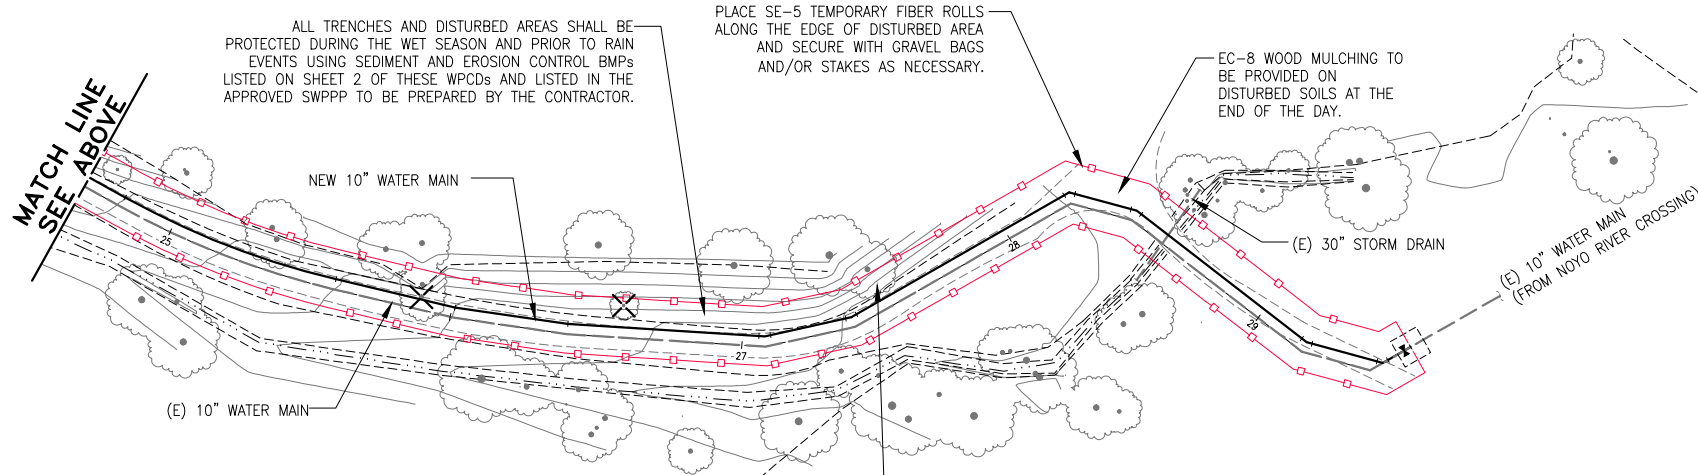 ALL TRENCHES AND DISTURBED AREAS SHALL BE
PROTECTED DURING THE WET SEASON AND PRIOR TO RAIN
EVENTS USING SEDIMENT AND EROSION CONTROL BMPs
LISTED ON SHEET 2 OF THESE WPCDs AND LISTED IN THE
APPROVED SWPPP TO BE PREPARED BY THE CONTRACTOR.
PLACE SE-5 TEMPORARY FIBER ROLLS
ALONG THE EDGE OF DISTURBED AREA
AND SECURE WITH GRAVEL BAGS
AND/OR STAKES AS NECESSARY.
EC-8 WOOD MULCHING TO
BE PROVIDED ON
DISTURBED SOILS AT THE
END OF THE DAY.
MATCH LINE
SEE ABOVE
NEW 10" WATER MAIN
(E) 30" STORM DRAIN
(E) 10" WATER MAIN
(FROM NOYO RIVER CROSSING)
25
27
28
29
(E) 10" WATER MAIN